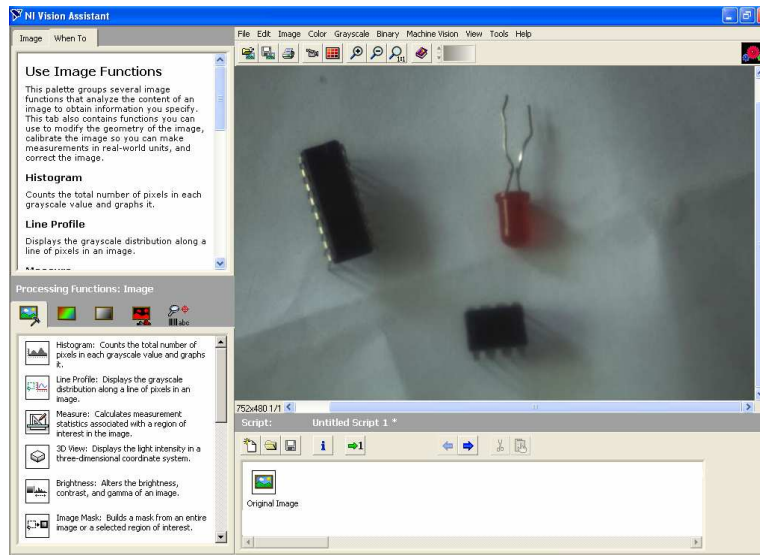 NI Vision Assistant
File Edit Image Color Grayscale Binary Machine Vision View Tools Help
Image When To
Use Image Functions
This palette groups several image
functions that analyze the content of an
image to obtain information you specify.
This tab also contains functions you can
use to modify the geometry of the image,
calibrate the image so you can make
measurements in real-world units, and
correct the image.
Histogram
Counts the total number of pixels in each
grayscale value and graphs it.
Line Profile
Displays the grayscale distribution along a
line of pixels in an image.
Processing Functions: Image
abc
Histogram: Counts the total number of
pixels in each grayscale value and graphs
it.
Line Profile: Displays the grayscale
distribution along a line of pixels in an
image.
Measure: Calculates measurement
statistics associated with a region of
interest in the image.
3D View: Displays the light intensity in a
three-dimensional coordinate system.
Brightness: Alters the brightness,
contrast, and gamma of an image.
Image Mask: Builds a mask from an entire
image or a selected region of interest.
752x480 1/1
Script: Untitled Script 1 *
Original Image